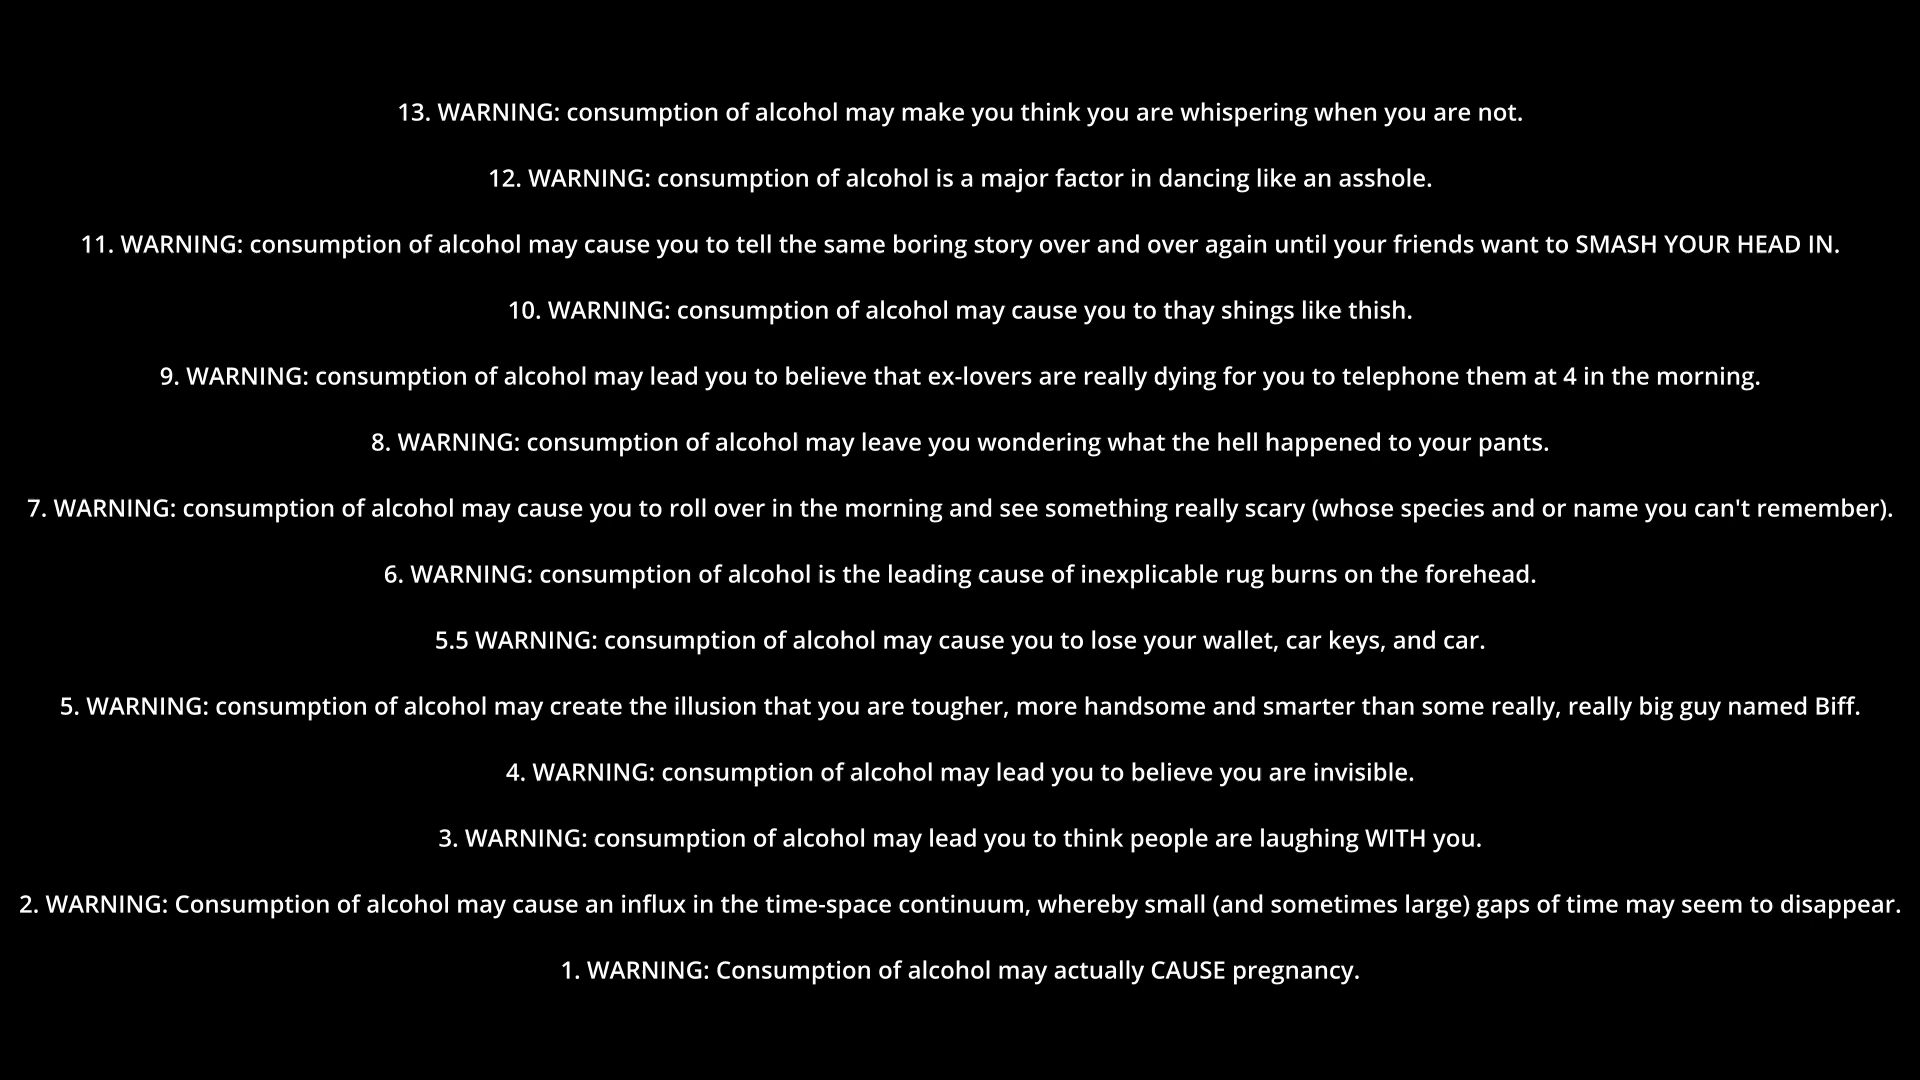 13. WARNING: consumption of alcohol may make you think you are whispering when you are not.
12. WARNING: consumption of alcohol is a major factor in dancing like an asshole.
11. WARNING: consumption of alcohol may cause you to tell the same boring story over and over again until your friends want to SMASH YOUR HEAD IN.
10. WARNING: consumption of alcohol may cause you to thay shings like thish.
9. WARNING: consumption of alcohol may lead you to believe that ex-lovers are really dying for you to telephone them at 4 in the morning.
8. WARNING: consumption of alcohol may leave you wondering what the hell happened to your pants.
7. WARNING: consumption of alcohol may cause you to roll over in the morning and see something really scary (whose species and or name you can't remember).
6. WARNING: consumption of alcohol is the leading cause of inexplicable rug burns on the forehead.
5.5 WARNING: consumption of alcohol may cause you to lose your wallet, car keys, and car.
5. WARNING: consumption of alcohol may create the illusion that you are tougher, more handsome and smarter than some really, really big guy named Biff.
4. WARNING: consumption of alcohol may lead you to believe you are invisible.
3. WARNING: consumption of alcohol may lead you to think people are laughing WITH you.
2. WARNING: Consumption of alcohol may cause an influx in the time-space continuum, whereby small (and sometimes large) gaps of time may seem to disappear.
1. WARNING: Consumption of alcohol may actually CAUSE pregnancy.